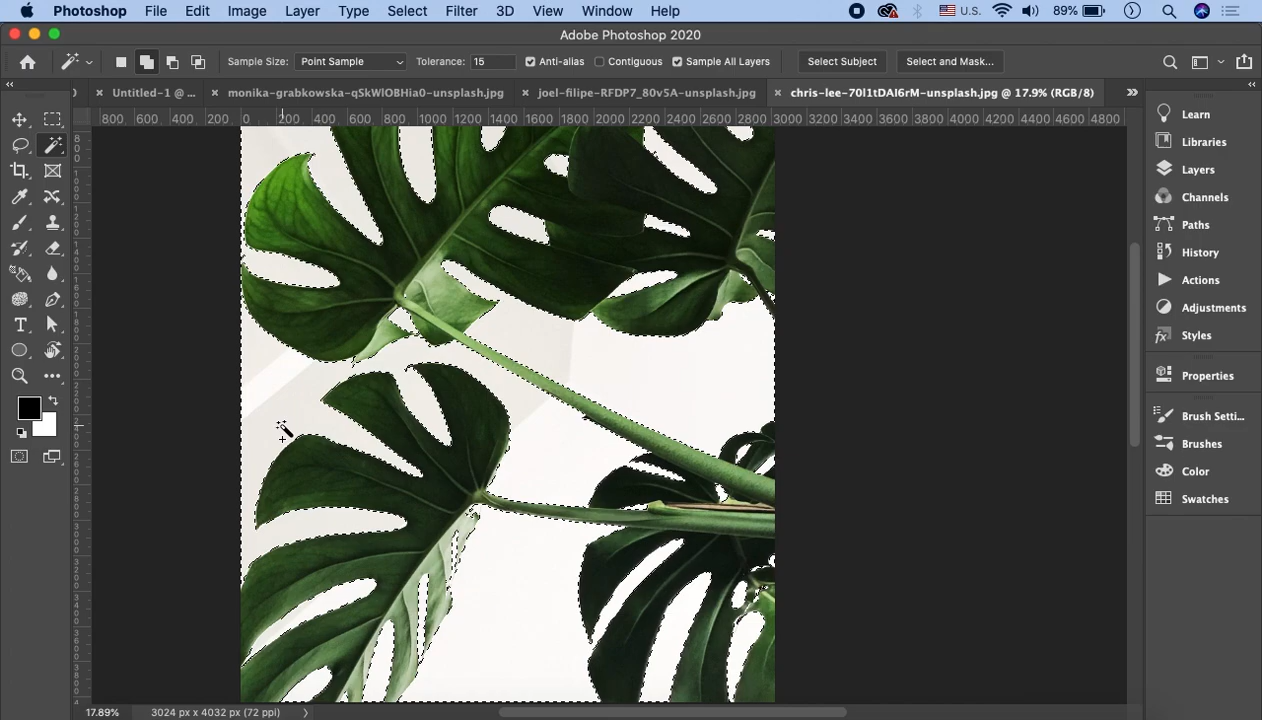 Photoshop File Edit Image Layer Type Select Filter 3D View Window Help U.S. 89%
Adobe Photoshop 2020
Sample Size: Point Sample Tolerance: 15 Anti-alias Contiguous Sample All Layers Select Subject Select and Mask...
0 × Untitled-1 @ ... × monika-grabkowska-qSkWlOBHia0-unsplash.jpg × joel-filipe-RFDP7_80v5A-unsplash.jpg × chris-lee-70l1tDAI6rM-unsplash.jpg @ 17.9% (RGB/8) »
800 600 400 200 0 200 400 600 800 1000 1200 1400 1600 1800 2000 2200 2400 2600 2800 3000 3200 3400 3600 3800 4000 4200 4400 4600 4800
Learn
Libraries
Layers
Channels
Paths
History
Actions
Adjustments
fx Styles
Properties
Brush Setti...
Brushes
Color
Swatches
17.89% 3024 px x 4032 px (72 ppi)